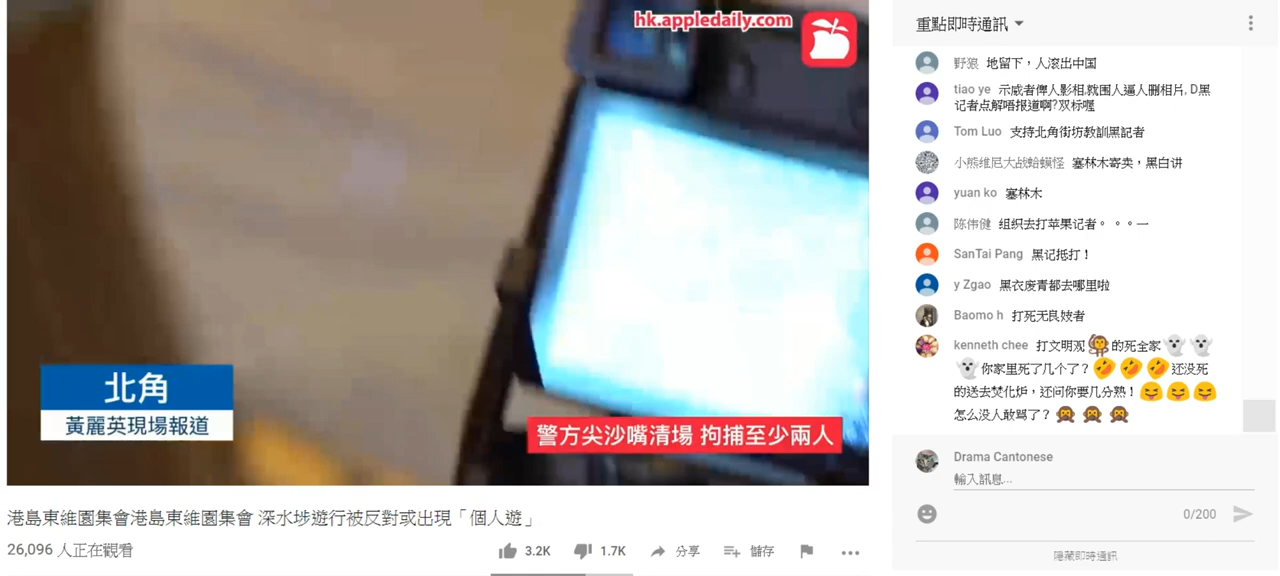 hk.appledaily.com
北角
黃麗英現場報道
警方尖沙嘴清場 拘捕至少兩人
港島東維園集會港島東維園集會 深水埗遊行被反對或出現「個人遊」
26,096 人正在觀看
3.2K
1.7K
分享
儲存
重點即時通訊
野狼 地留下，人滚出中国
tiao ye 示威者俾人影相,就围人逼人删相片, D黑
记者点解唔报道啊?双标喔
Tom Luo 支持北角街坊教訓黑記者
小熊维尼大战蛤蟆怪 塞林木寄卖，黑白讲
yuan ko 塞林木
陈伟健 组织去打苹果记者。 。。一
SanTai Pang 黑记抵打！
y Zgao 黑衣废青都去哪里啦
Baomo h 打死无良妓者
kenneth chee 打文明观🐵的死全家👻👻
👻你家里死了几个了？🤣🤣🤣还没死
的送去焚化炉，还问你要几分熟！😝😝😝
怎么没人敢骂了？🙊🙊🙊
Drama Cantonese
輸入訊息...
0/200
隱藏即時通訊